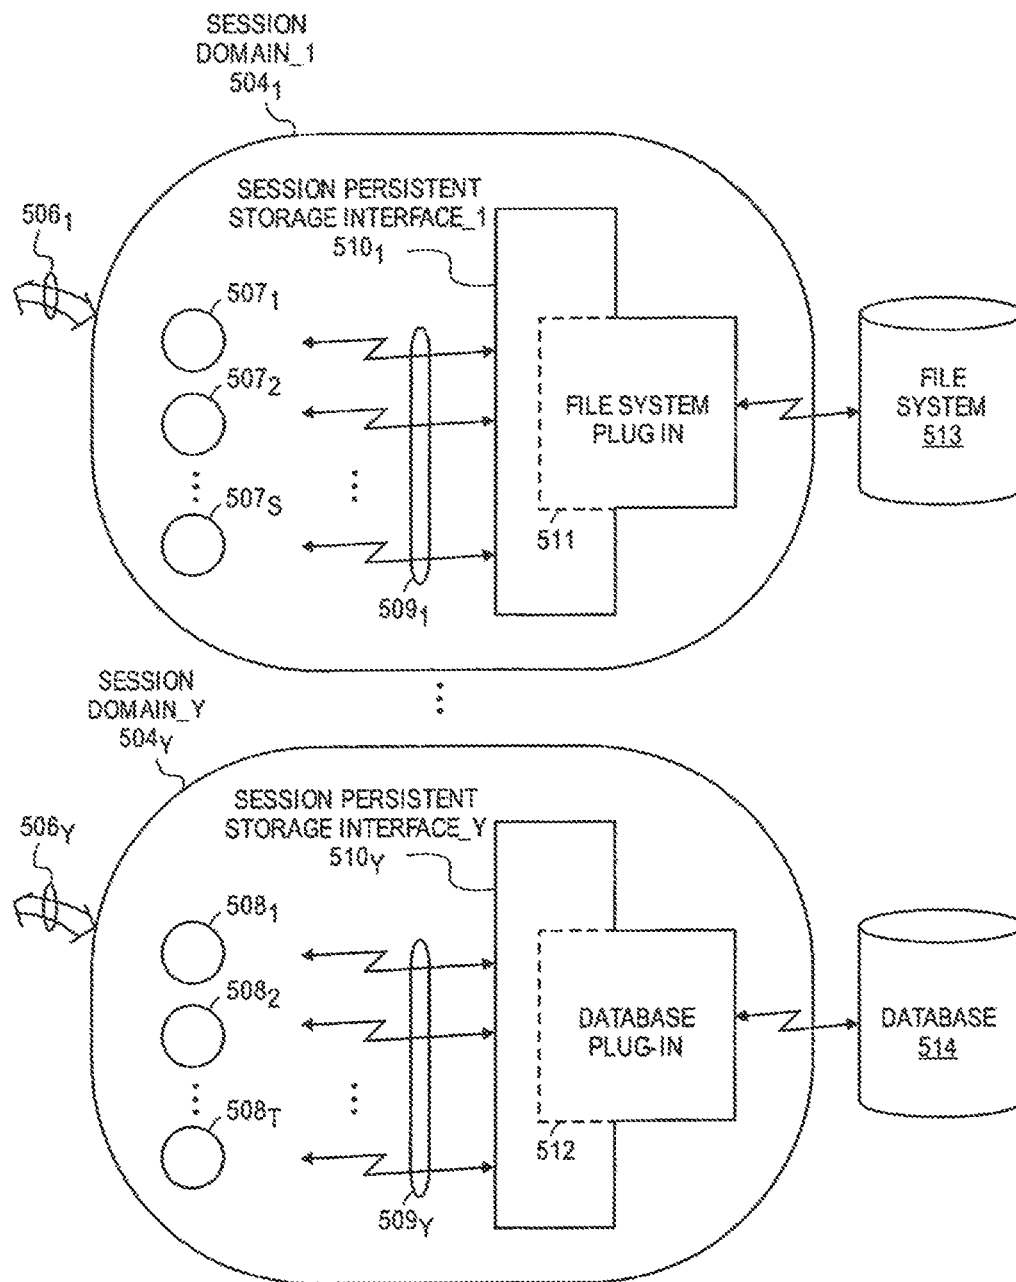 SESSION
DOMAIN_1
504₁
SESSION PERSISTENT
STORAGE INTERFACE_1
510₁
506₁
507₁
507₂
507S
509₁
FILE SYSTEM
PLUG IN
511
FILE
SYSTEM
513
SESSION
DOMAIN_Y
504Y
SESSION PERSISTENT
STORAGE INTERFACE_Y
510Y
506Y
508₁
508₂
508T
509Y
DATABASE
PLUG-IN
512
DATABASE
514